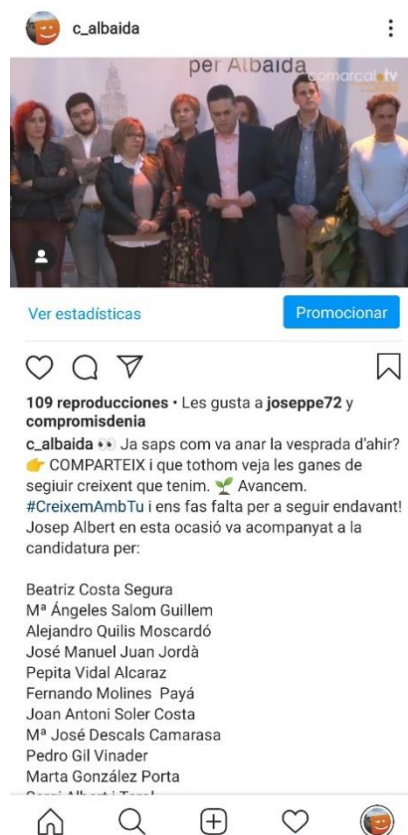 c_albaida
per Albaida
comarcal tv
Ver estadísticas
Promocionar
109 reproducciones • Les gusta a joseppe72 y
compromisdenia
c_albaida 👀 Ja saps com va anar la vesprada d'ahir?
👉 COMPARTEIX i que tothom veja les ganes de
segiuir creixent que tenim. 🌱 Avancem.
#CreixemAmbTu i ens fas falta per a seguir endavant!
Josep Albert en esta ocasió va acompanyat a la
candidatura per:
Beatriz Costa Segura
Mª Ángeles Salom Guillem
Alejandro Quilis Moscardó
José Manuel Juan Jordà
Pepita Vidal Alcaraz
Fernando Molines Payá
Joan Antoni Soler Costa
Mª José Descals Camarasa
Pedro Gil Vinader
Marta González Porta